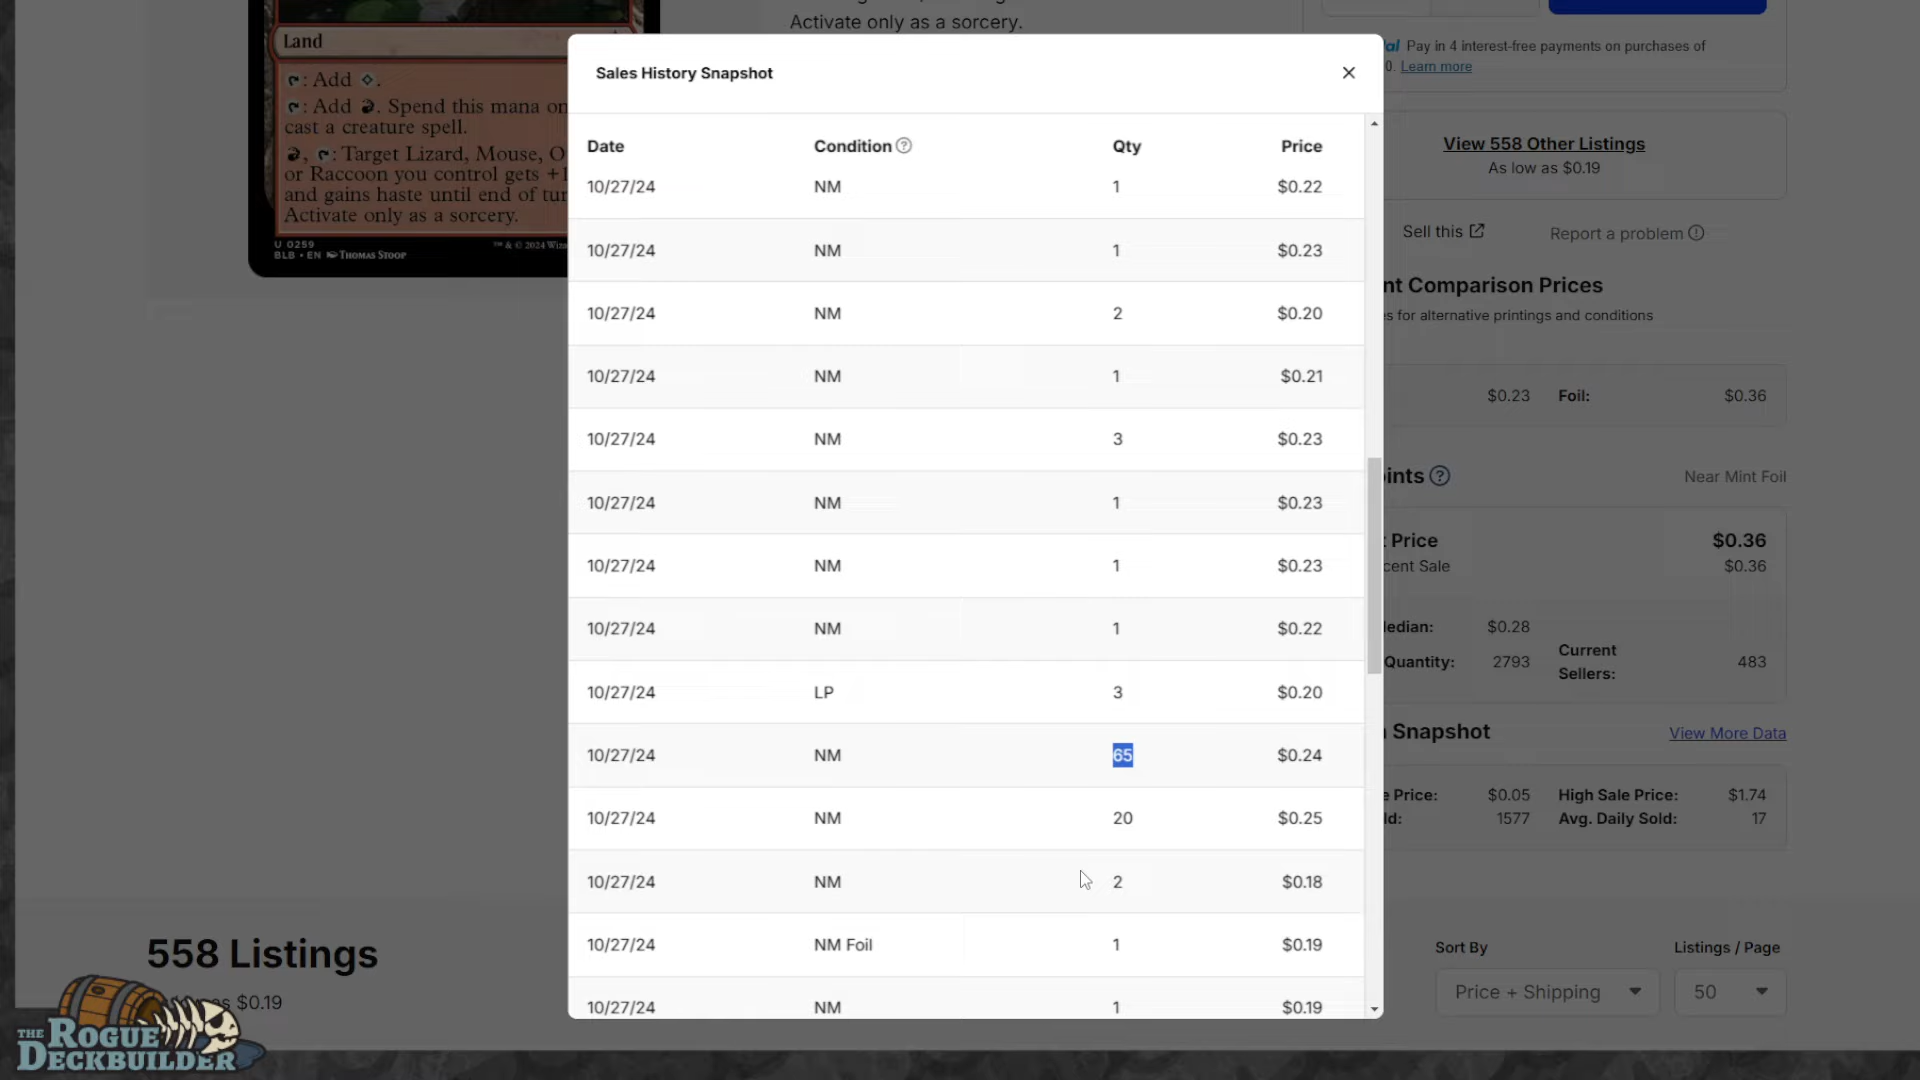 Land
: Add
: Add . Spend this mana on
cast a creature spell.
, : Target Lizard, Mouse, O
or Raccoon you control gets +1
and gains haste until end of tur
Activate only as a sorcery.
U 0259
BLB • EN THOMAS STOOP
™ & © 2024 Wiza
Activate only as a sorcery.
Sales History Snapshot
Date Condition Qty Price
10/27/24 NM 1 $0.22
10/27/24 NM 1 $0.23
10/27/24 NM 2 $0.20
10/27/24 NM 1 $0.21
10/27/24 NM 3 $0.23
10/27/24 NM 1 $0.23
10/27/24 NM 1 $0.23
10/27/24 NM 1 $0.22
10/27/24 LP 3 $0.20
10/27/24 NM 65 $0.24
10/27/24 NM 20 $0.25
10/27/24 NM 2 $0.18
10/27/24 NM Foil 1 $0.19
10/27/24 NM 1 $0.19
al Pay in 4 interest-free payments on purchases of
0. Learn more
View 558 Other Listings
As low as $0.19
Sell this
Report a problem
nt Comparison Prices
es for alternative printings and conditions
$0.23 Foil: $0.36
ints Near Mint Foil
t Price $0.36
cent Sale $0.36
edian: $0.28
Quantity: 2793
Current
Sellers: 483
Snapshot View More Data
e Price: $0.05 High Sale Price: $1.74
ld: 1577 Avg. Daily Sold: 17
558 Listings
as $0.19
Sort By
Price + Shipping
Listings / Page
50
THE ROGUE
DECKBUILDER